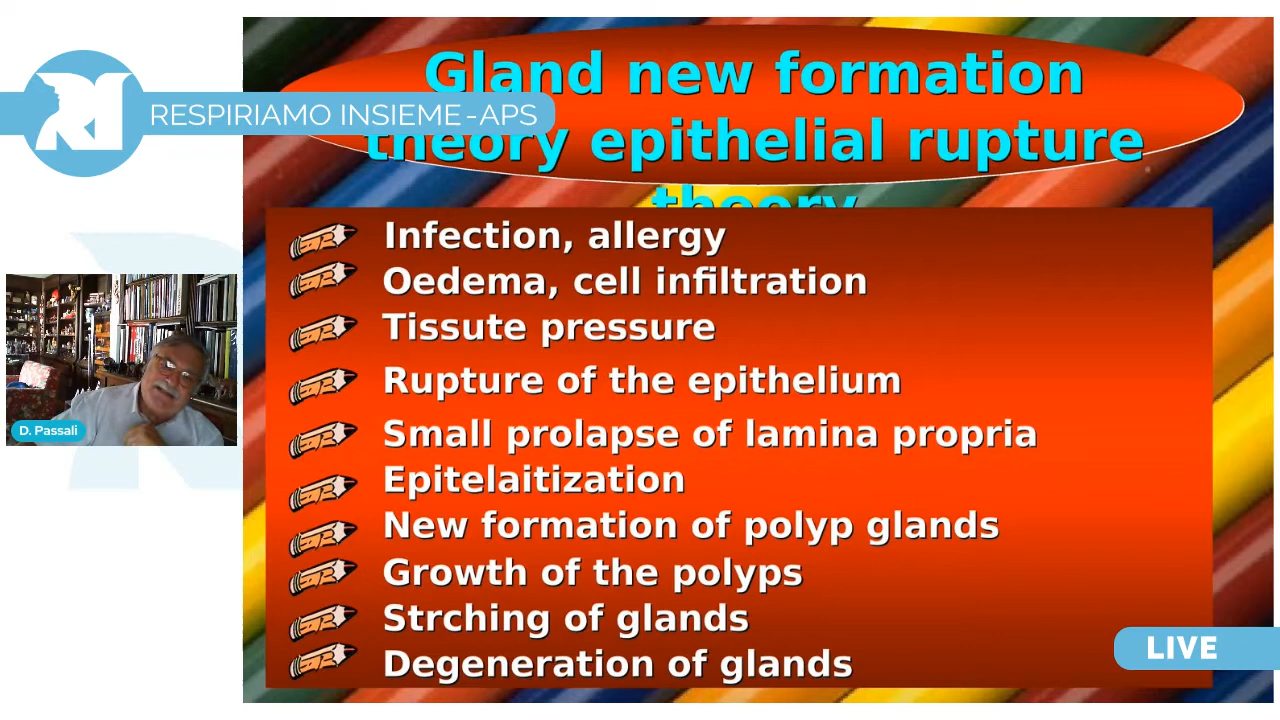 Gland new formation
RESPIRIAMO INSIEME-APS
theory epithelial rupture
theory
Infection, allergy
Oedema, cell infiltration
Tissute pressure
Rupture of the epithelium
Small prolapse of lamina propria
Epitelaitization
New formation of polyp glands
Growth of the polyps
Strching of glands
Degeneration of glands
D. Passali
LIVE